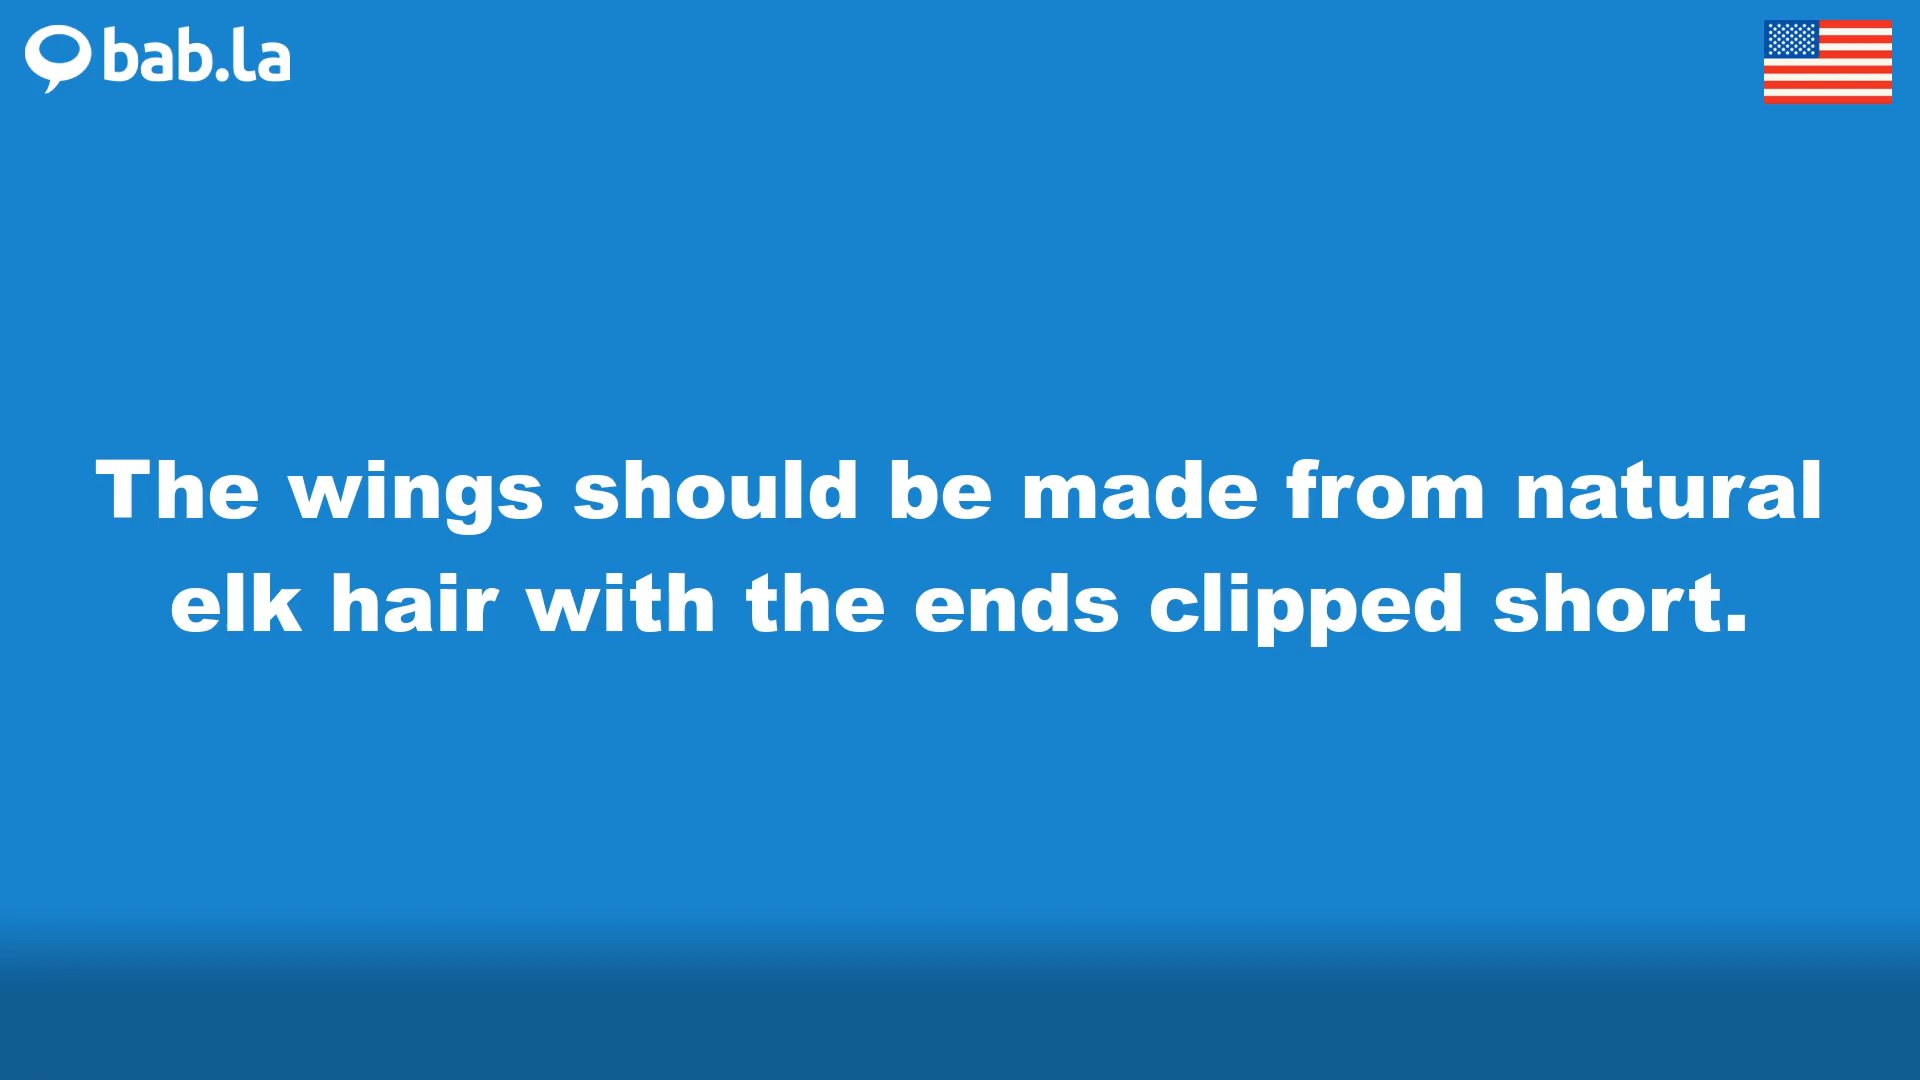 bab.la
The wings should be made from natural
elk hair with the ends clipped short.